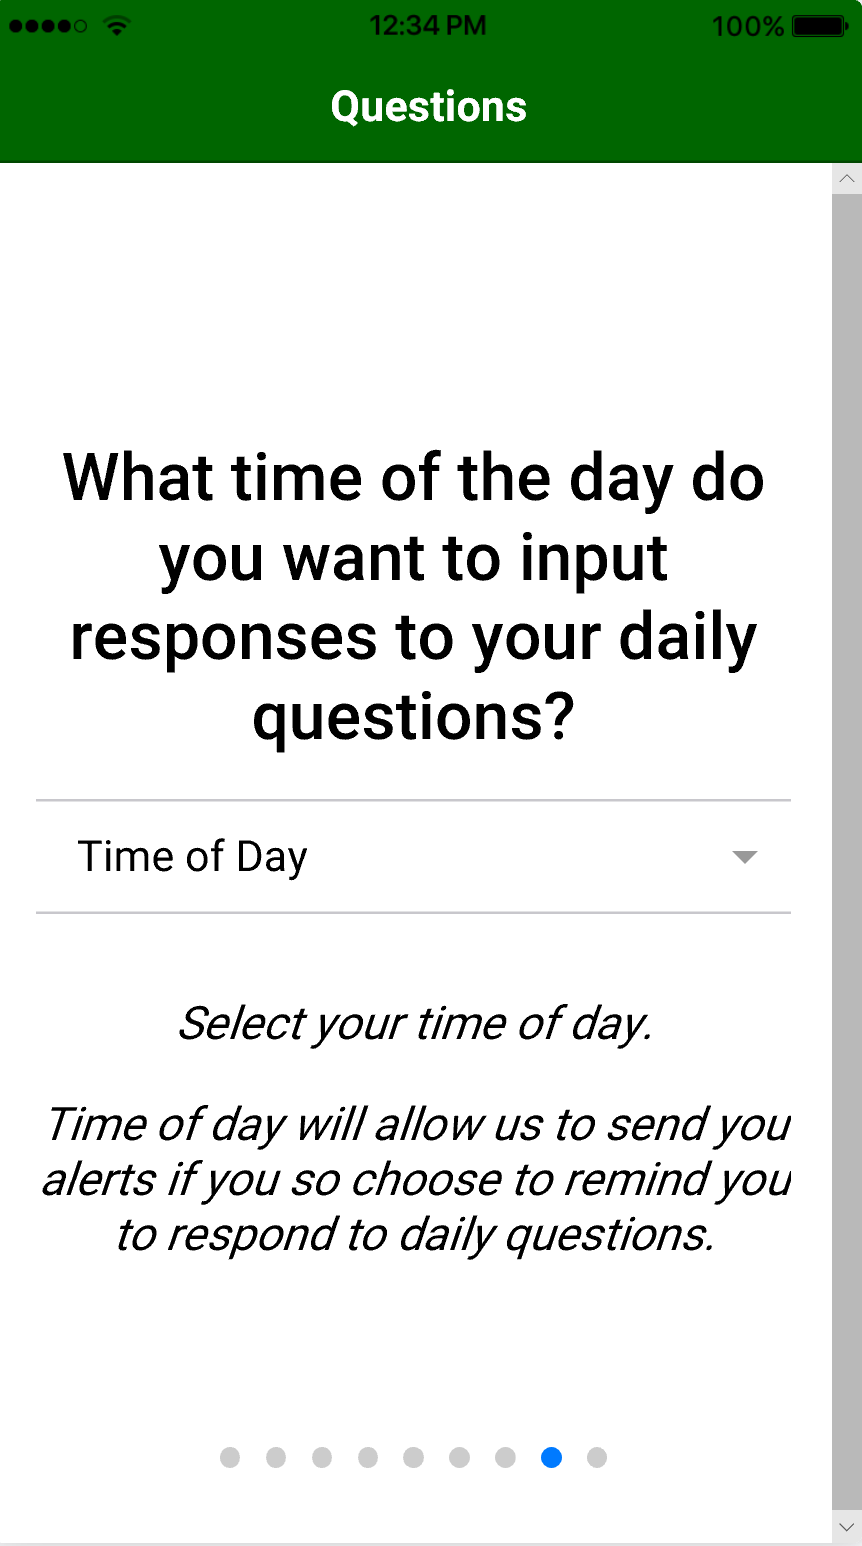 12:34 PM 100%
Questions
What time of the day do
you want to input
responses to your daily
questions?
Time of Day
Select your time of day.
Time of day will allow us to send you
alerts if you so choose to remind you
to respond to daily questions.